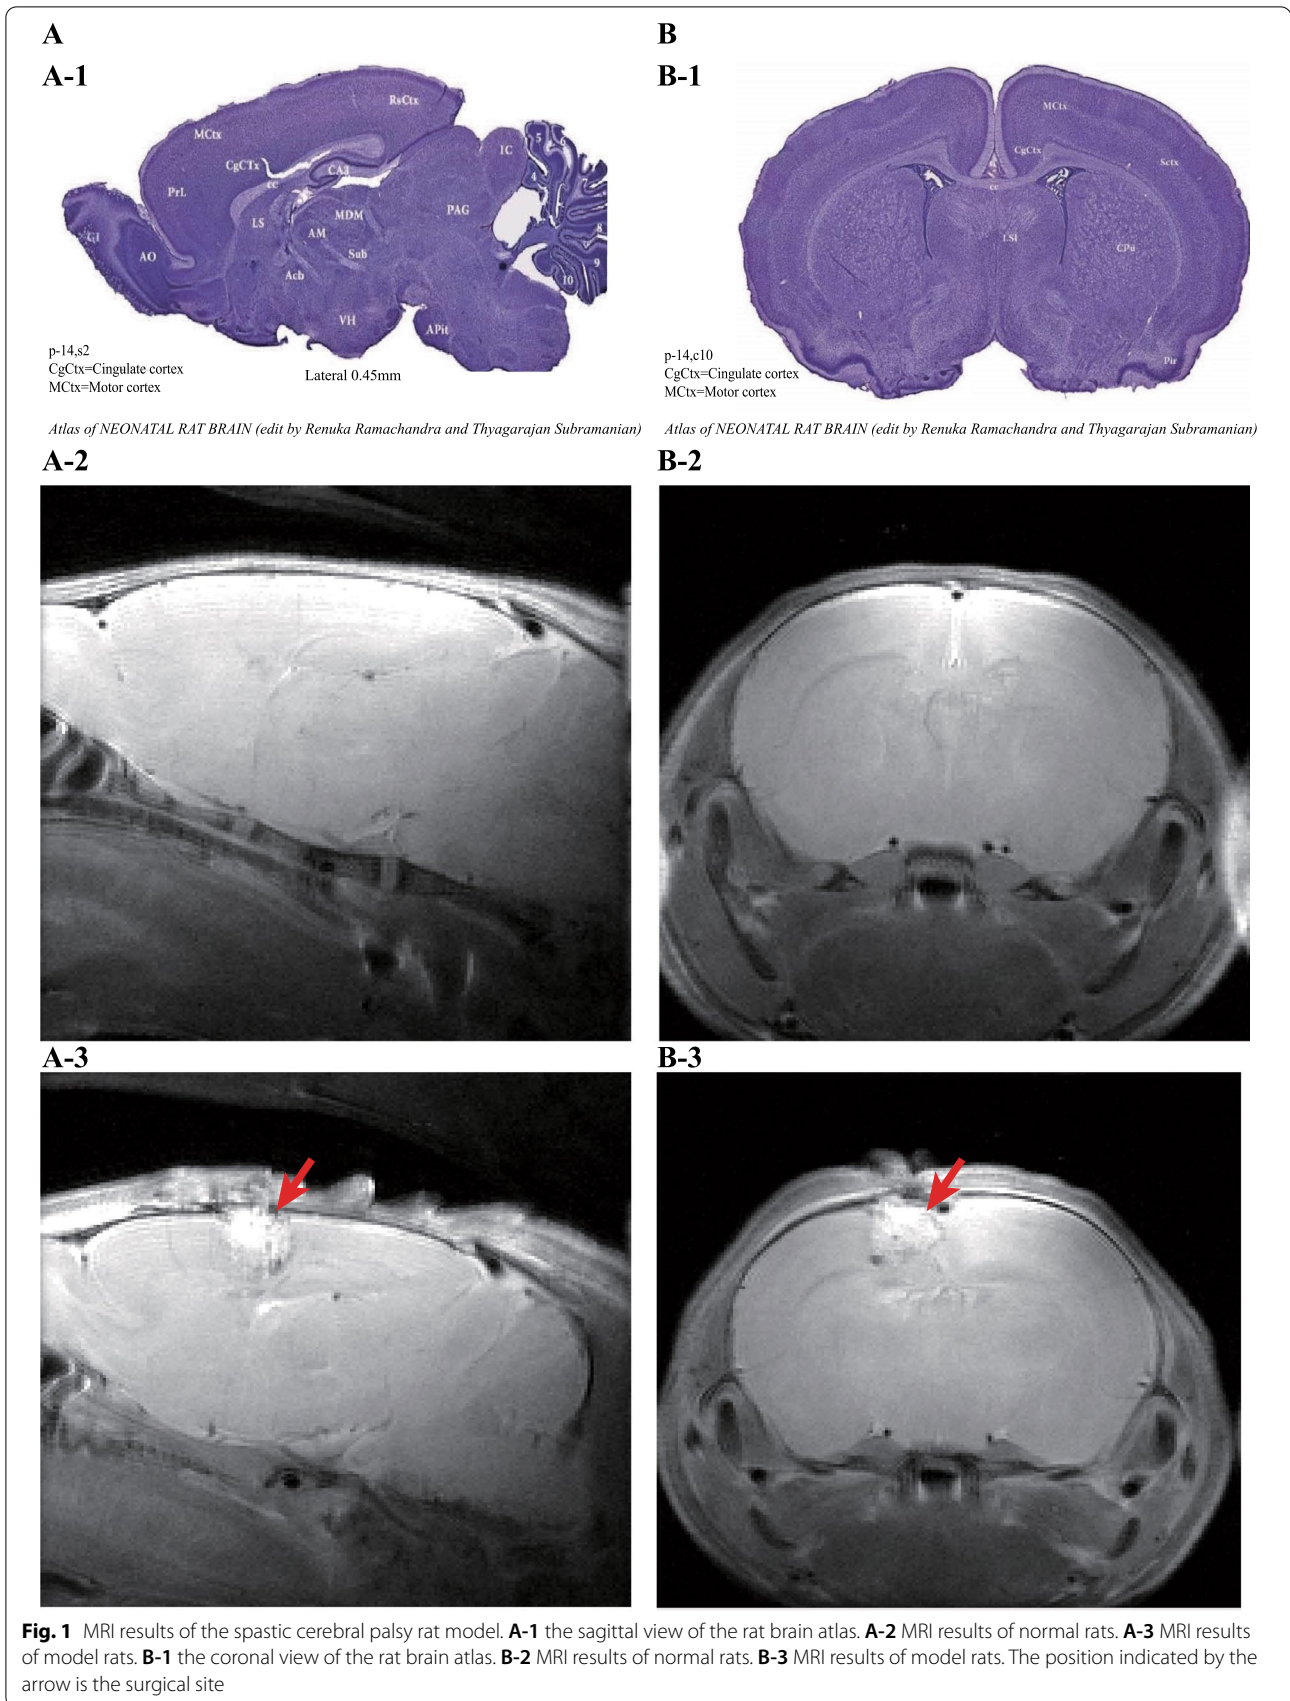 A
A-1
RsCtx
MCtx
CgCTx
CA3
cc
PrL
LS
MDM
AM
Sub
Acb
PAG
IC
5
6
4
8
9
10
GI
AO
VH
APit
p-14,s2
CgCtx=Cingulate cortex
MCtx=Motor cortex
Lateral 0.45mm
Atlas of NEONATAL RAT BRAIN (edit by Renuka Ramachandra and Thyagarajan Subramanian)
B
B-1
MCtx
CgCtx
Sctx
cc
LSI
CPu
Pir
p-14,c10
CgCtx=Cingulate cortex
MCtx=Motor cortex
Atlas of NEONATAL RAT BRAIN (edit by Renuka Ramachandra and Thyagarajan Subramanian)
A-2
B-2
A-3
B-3
Fig. 1 MRI results of the spastic cerebral palsy rat model. A-1 the sagittal view of the rat brain atlas. A-2 MRI results of normal rats. A-3 MRI results
of model rats. B-1 the coronal view of the rat brain atlas. B-2 MRI results of normal rats. B-3 MRI results of model rats. The position indicated by the
arrow is the surgical site